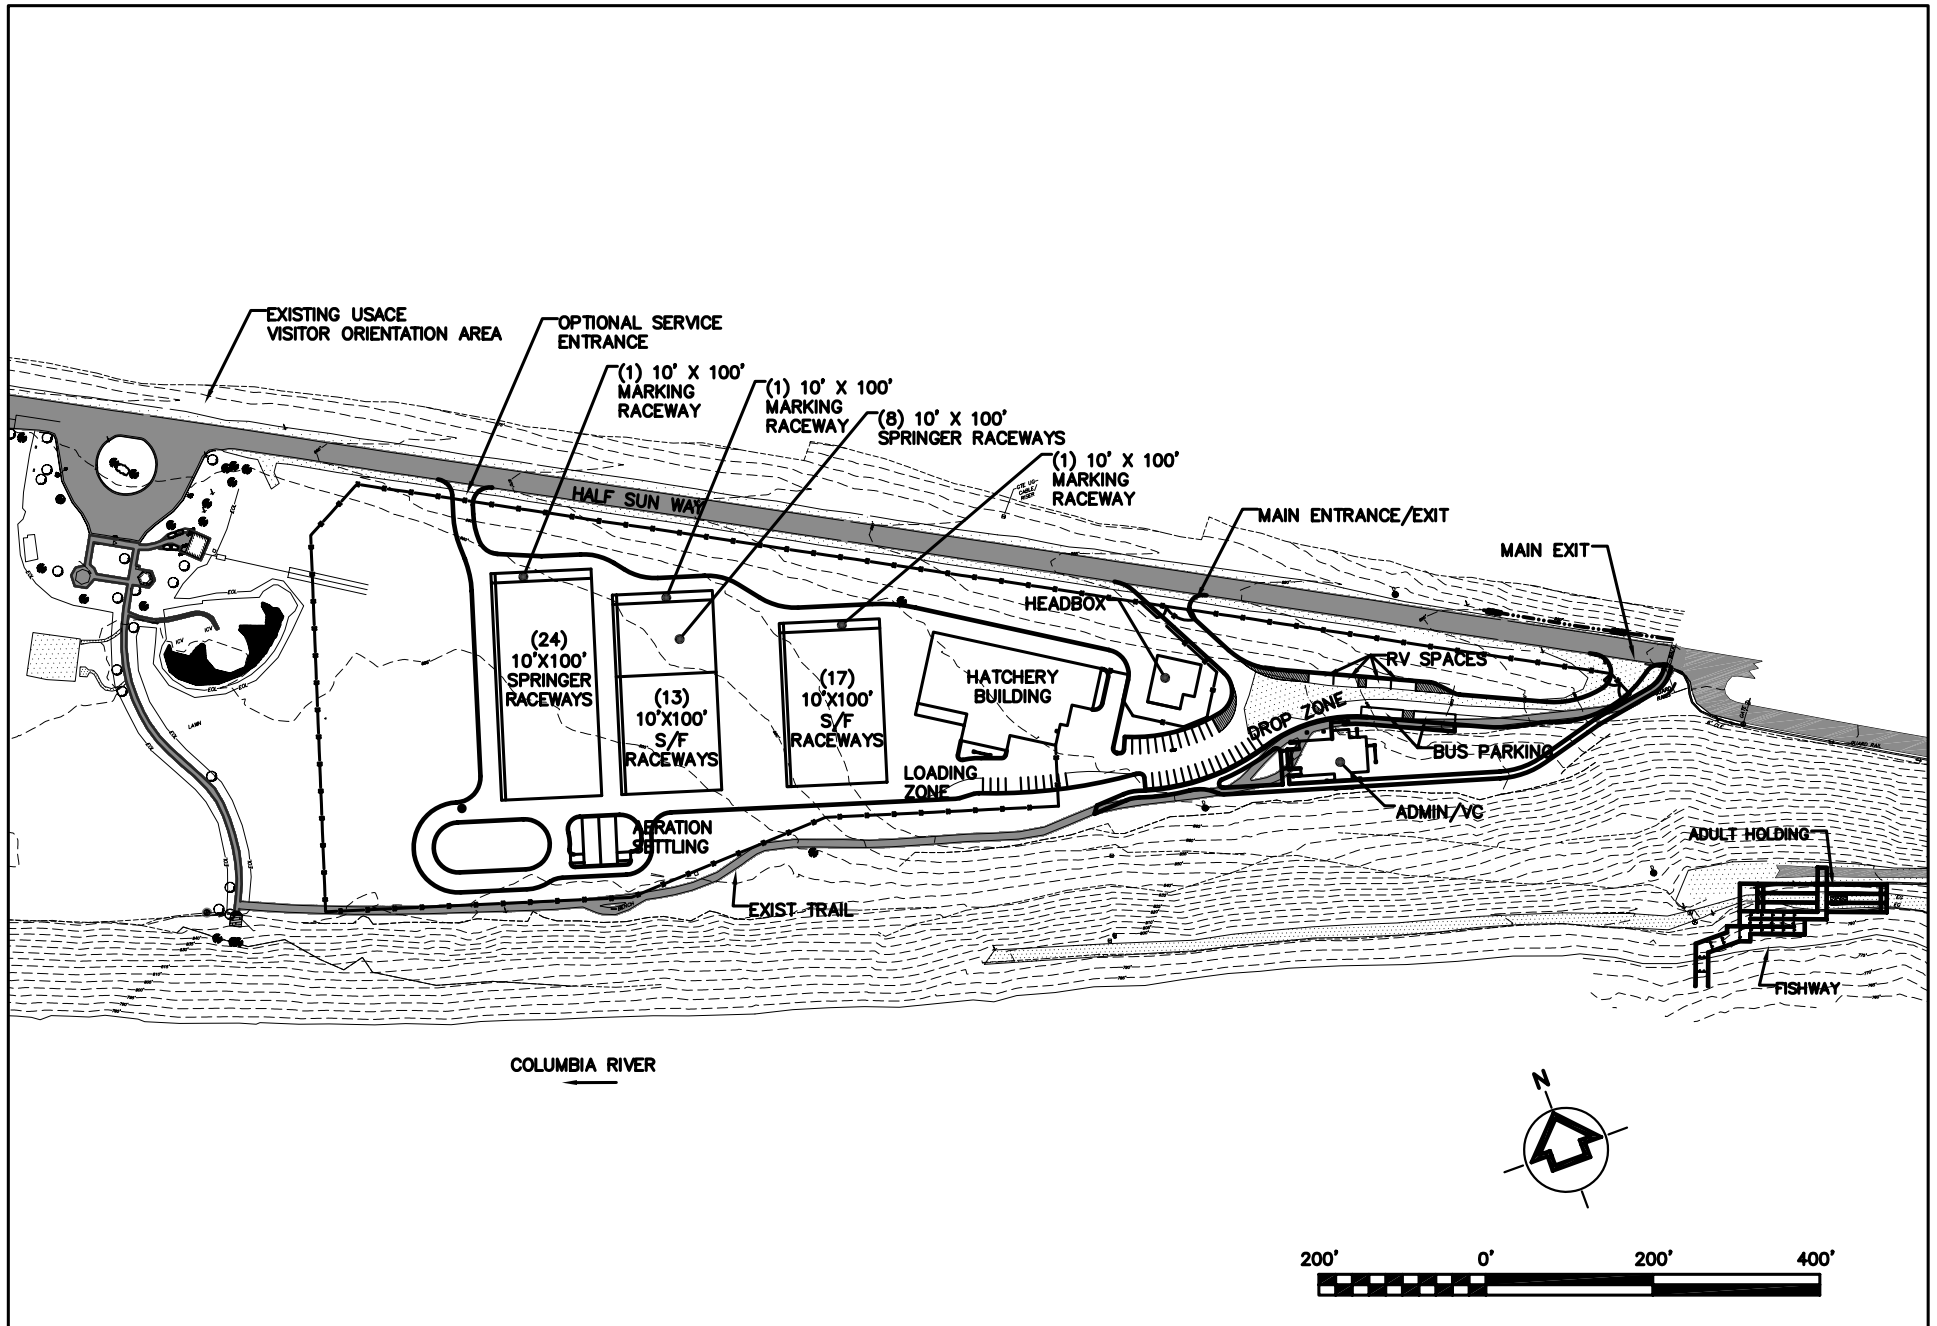 EXISTING USACE
VISITOR ORIENTATION AREA
OPTIONAL SERVICE
ENTRANCE
(1) 10' X 100'
MARKING
RACEWAY
(1) 10' X 100'
MARKING
RACEWAY
(8) 10' X 100'
SPRINGER RACEWAYS
(1) 10' X 100'
MARKING
RACEWAY
HALF SUN WAY
MAIN ENTRANCE/EXIT
MAIN EXIT
HEADBOX
RV SPACES
(24)
10'X100'
SPRINGER
RACEWAYS
(13)
10'X100'
S/F
RACEWAYS
(17)
10'X100'
S/F
RACEWAYS
HATCHERY
BUILDING
DROP ZONE
BUS PARKING
LOADING
ZONE
ADMIN/VC
AERATION
SETTLING
ADULT HOLDING
EXIST TRAIL
FISHWAY
LAWN
GUARD RAIL
COLUMBIA RIVER
N
200' 0' 200' 400'